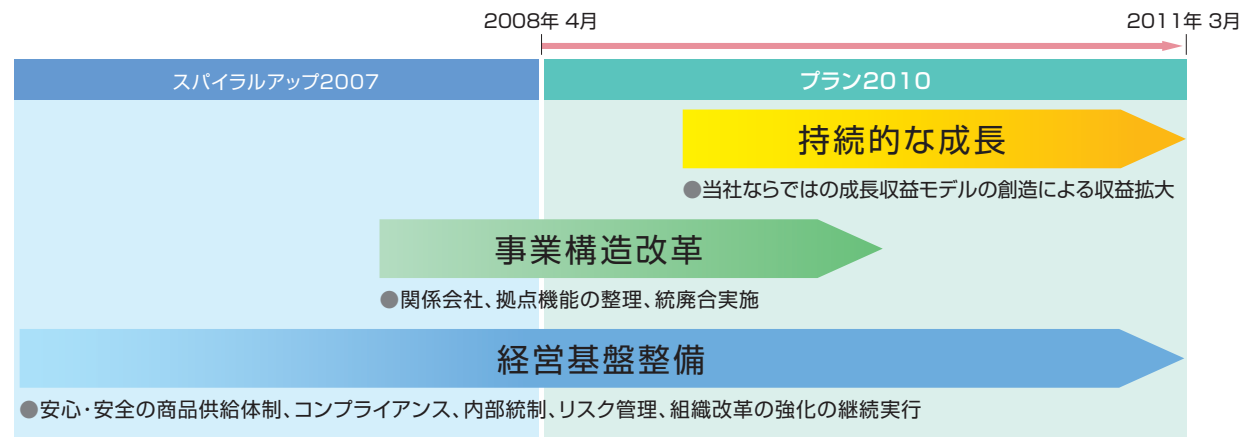 2008年 4月
2011年 3月
スパイラルアップ2007
プラン2010
持続的な成長
●当社ならではの成長収益モデルの創造による収益拡大
事業構造改革
●関係会社、拠点機能の整理、統廃合実施
経営基盤整備
●安心・安全の商品供給体制、コンプライアンス、内部統制、リスク管理、組織改革の強化の継続実行